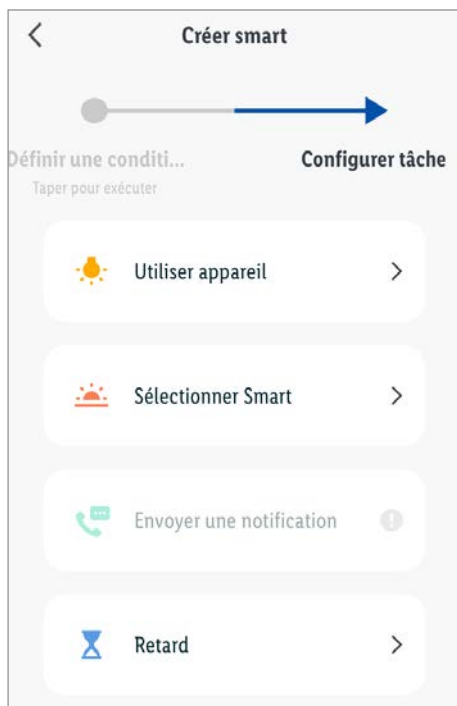 Créer smart
Définir une conditi...
Configurer tâche
Taper pour exécuter
Utiliser appareil
Sélectionner Smart
Envoyer une notification
Retard